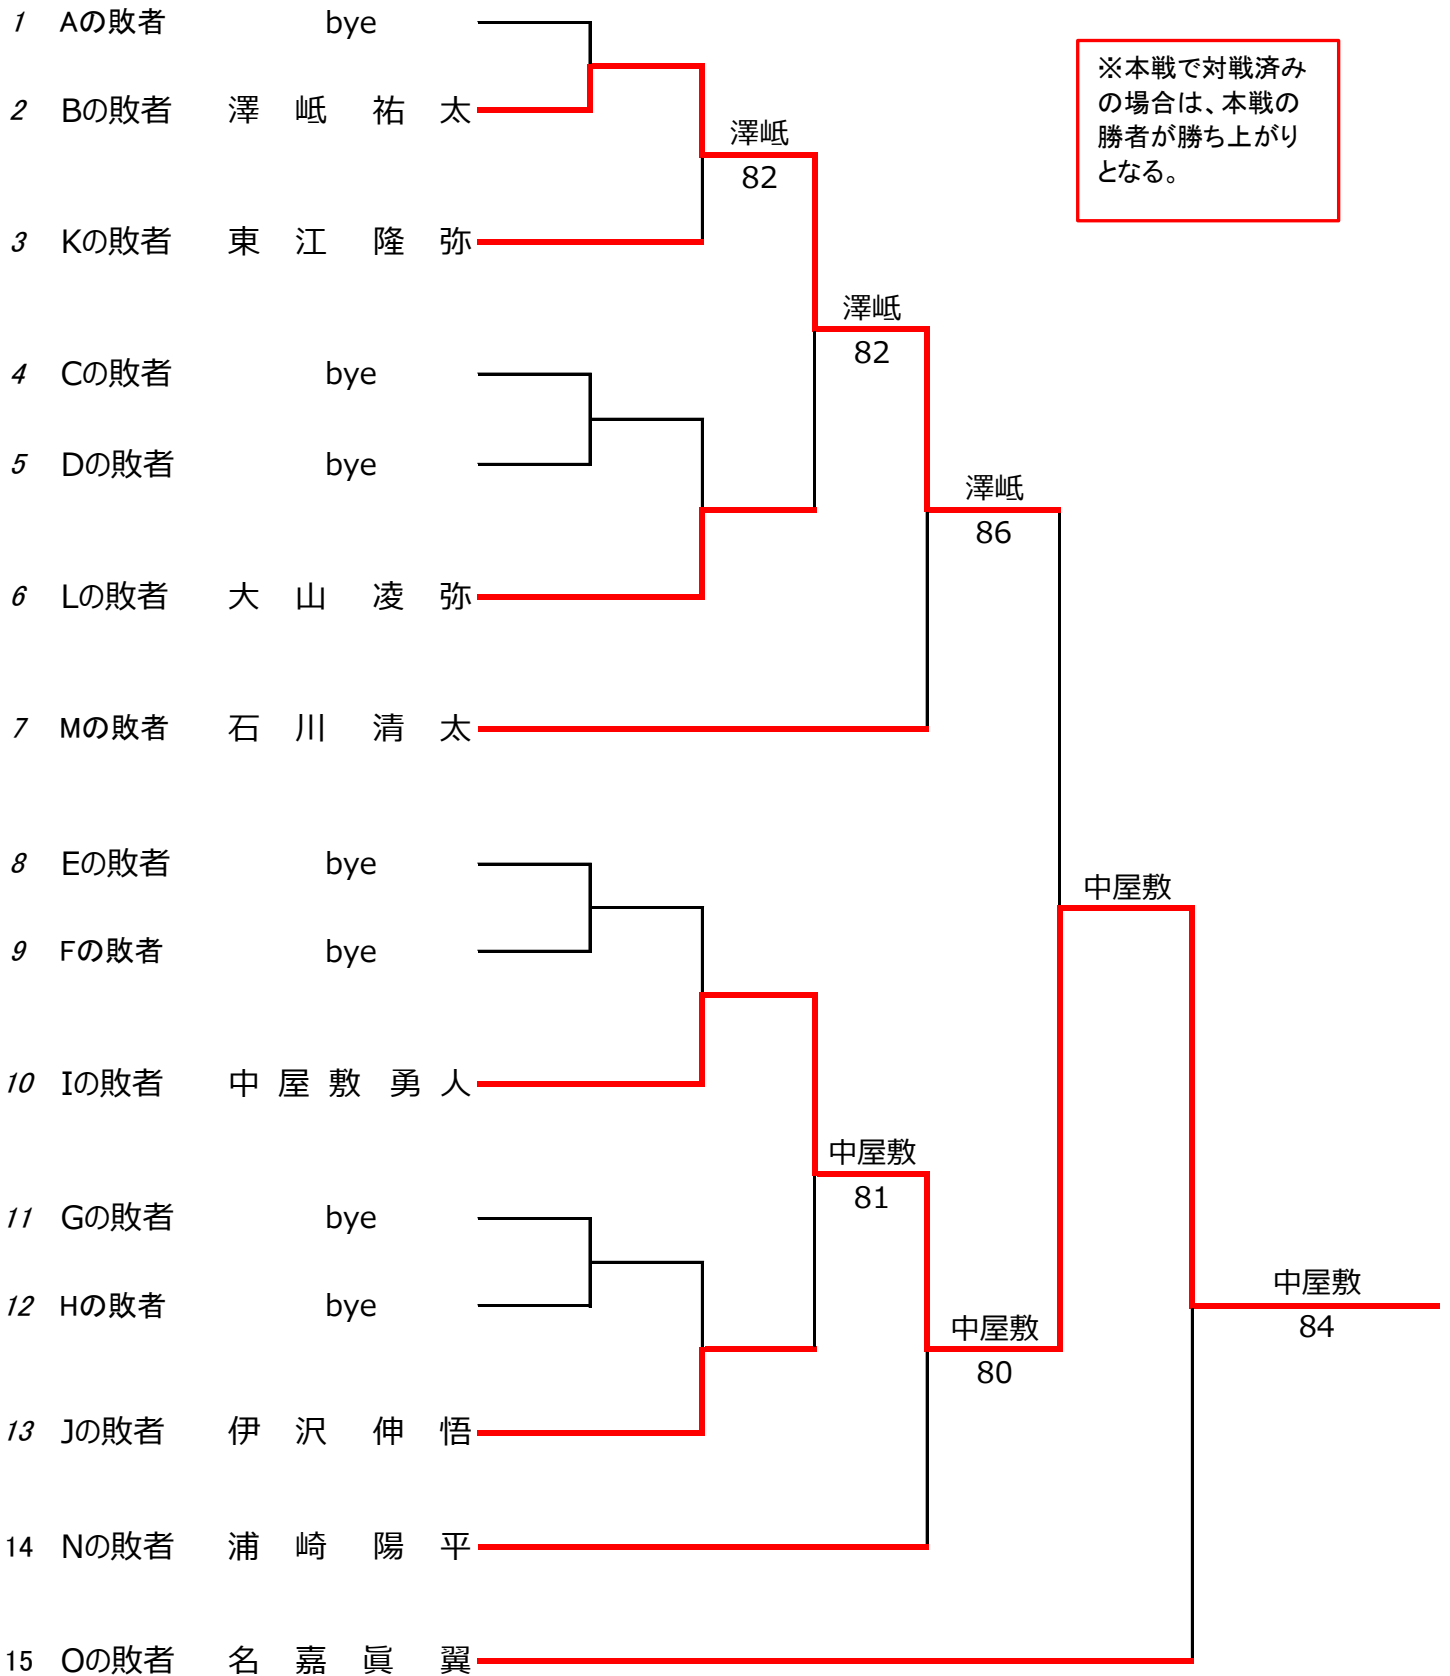 1 Aの敗者 bye
※本戦で対戦済み
の場合は、本戦の
勝者が勝ち上がり
となる。
2 Bの敗者 澤岻 祐太
澤岻
82
3 Kの敗者 東江 隆弥
澤岻
82
4 Cの敗者 bye
5 Dの敗者 bye
澤岻
86
6 Lの敗者 大山 凌弥
7 Mの敗者 石川 清太
8 Eの敗者 bye
中屋敷
9 Fの敗者 bye
10 Iの敗者 中屋敷 勇人
中屋敷
81
11 Gの敗者 bye
12 Hの敗者 bye
中屋敷
84
中屋敷
80
13 Jの敗者 伊沢 伸悟
14 Nの敗者 浦崎 陽平
15 Oの敗者 名嘉眞 翼